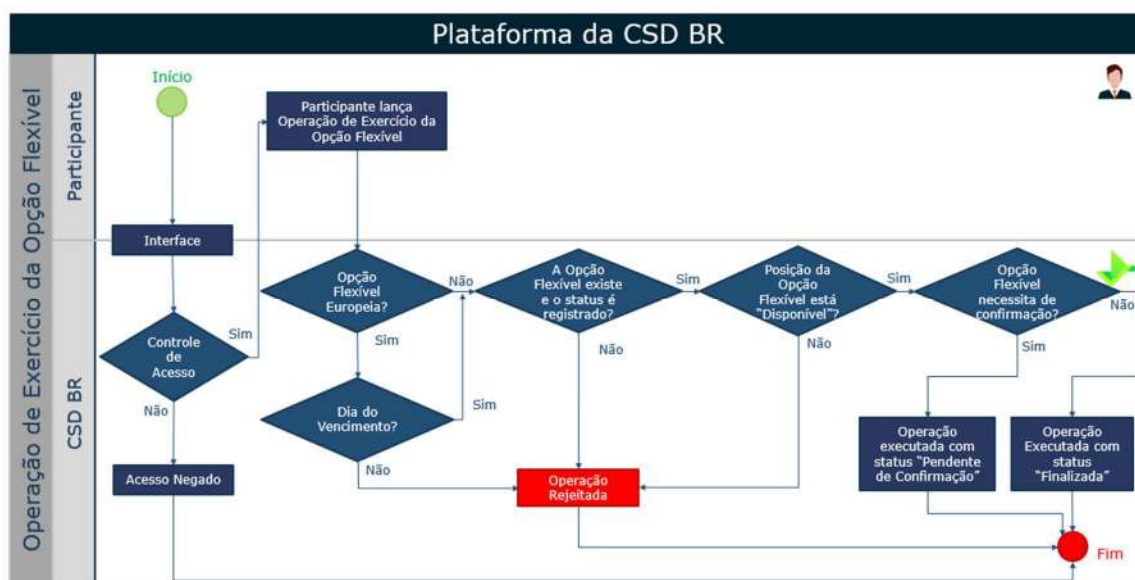 Plataforma da CSD BR
Operação de Exercício da Opção Flexível
Participante
CSD BR
Início
Participante lança
Operação de Exercício da
Opção Flexível
Interface
Controle
de
Acesso
Sim
Não
Acesso Negado
Opção
Flexível
Europeia?
Não
Sim
Dia do
Vencimento?
Sim
Não
A Opção
Flexível existe
e o status é
registrado?
Sim
Não
Operação
Rejeitada
Posição da
Opção
Flexível está
"Disponível"?
Sim
Não
Opção
Flexível
necessita de
confirmação?
Não
Sim
Operação
executada com
status "Pendente
de Confirmação"
Operação
Executada com
status
"Finalizada"
Fim